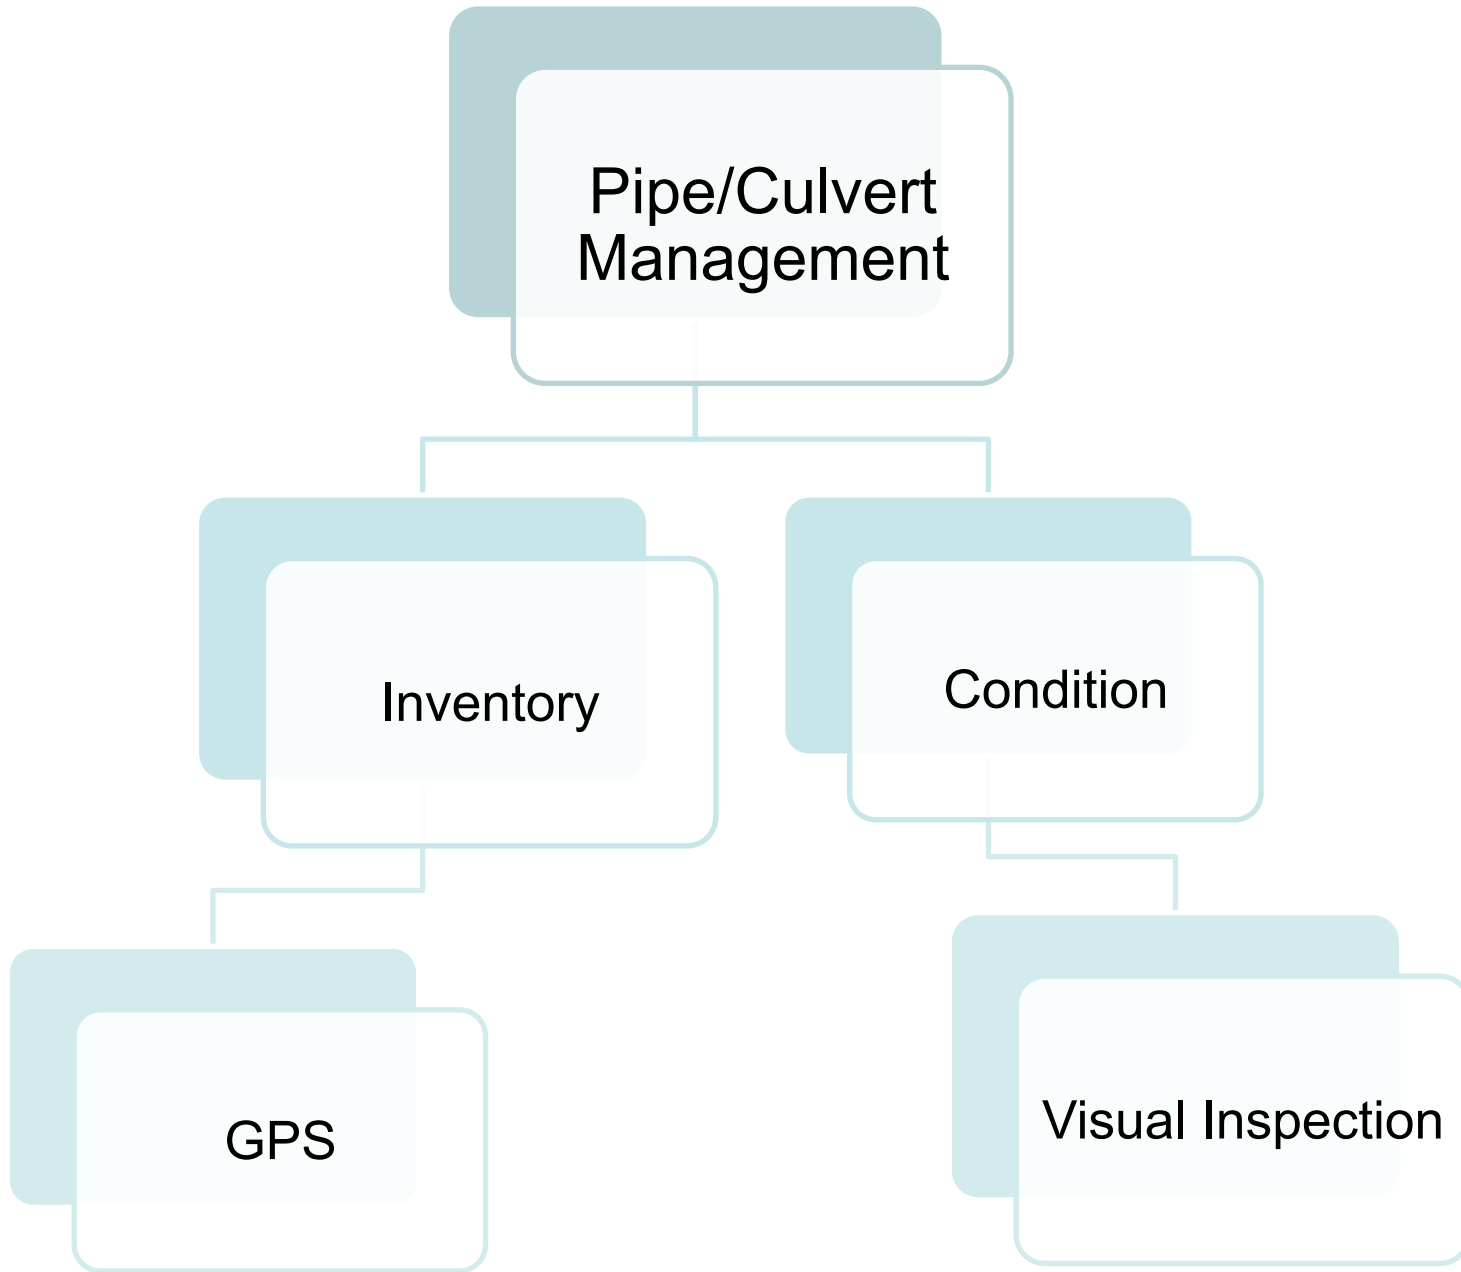 Pipe/Culvert
Management
Inventory
Condition
GPS
Visual Inspection